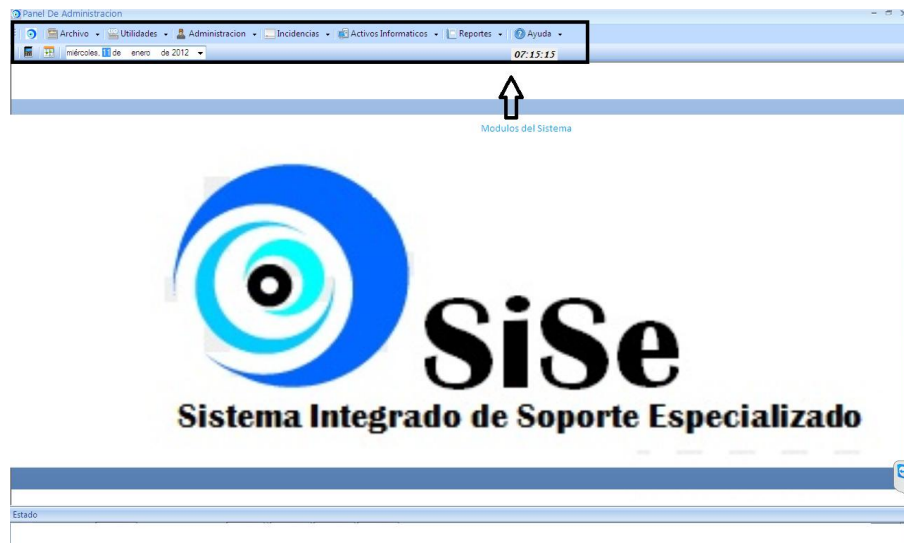 Panel De Administracion
Archivo Utilidades Administracion Incidencias Activos Informaticos Reportes Ayuda
miércoles, 11 de enero de 2012 07:15:15
Modulos del Sistema
SiSe
Sistema Integrado de Soporte Especializado
Estado